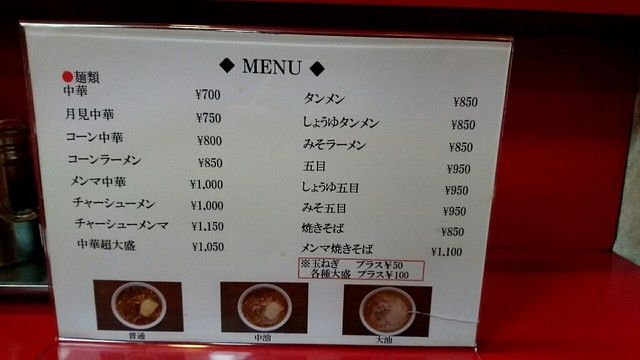 ◆ MENU ◆
●麺類
中華 ¥700
月見中華 ¥750
コーン中華 ¥800
コーンラーメン ¥850
メンマ中華 ¥1,000
チャーシューメン ¥1,000
チャーシューメンマ ¥1,150
中華超大盛 ¥1,050
タンメン ¥850
しょうゆタンメン ¥850
みそラーメン ¥850
五目 ¥950
しょうゆ五目 ¥950
みそ五目 ¥950
焼きそば ¥850
メンマ焼きそば ¥1,100
※玉ねぎ プラス¥50
各種大盛 プラス¥100
普通
中油
大油